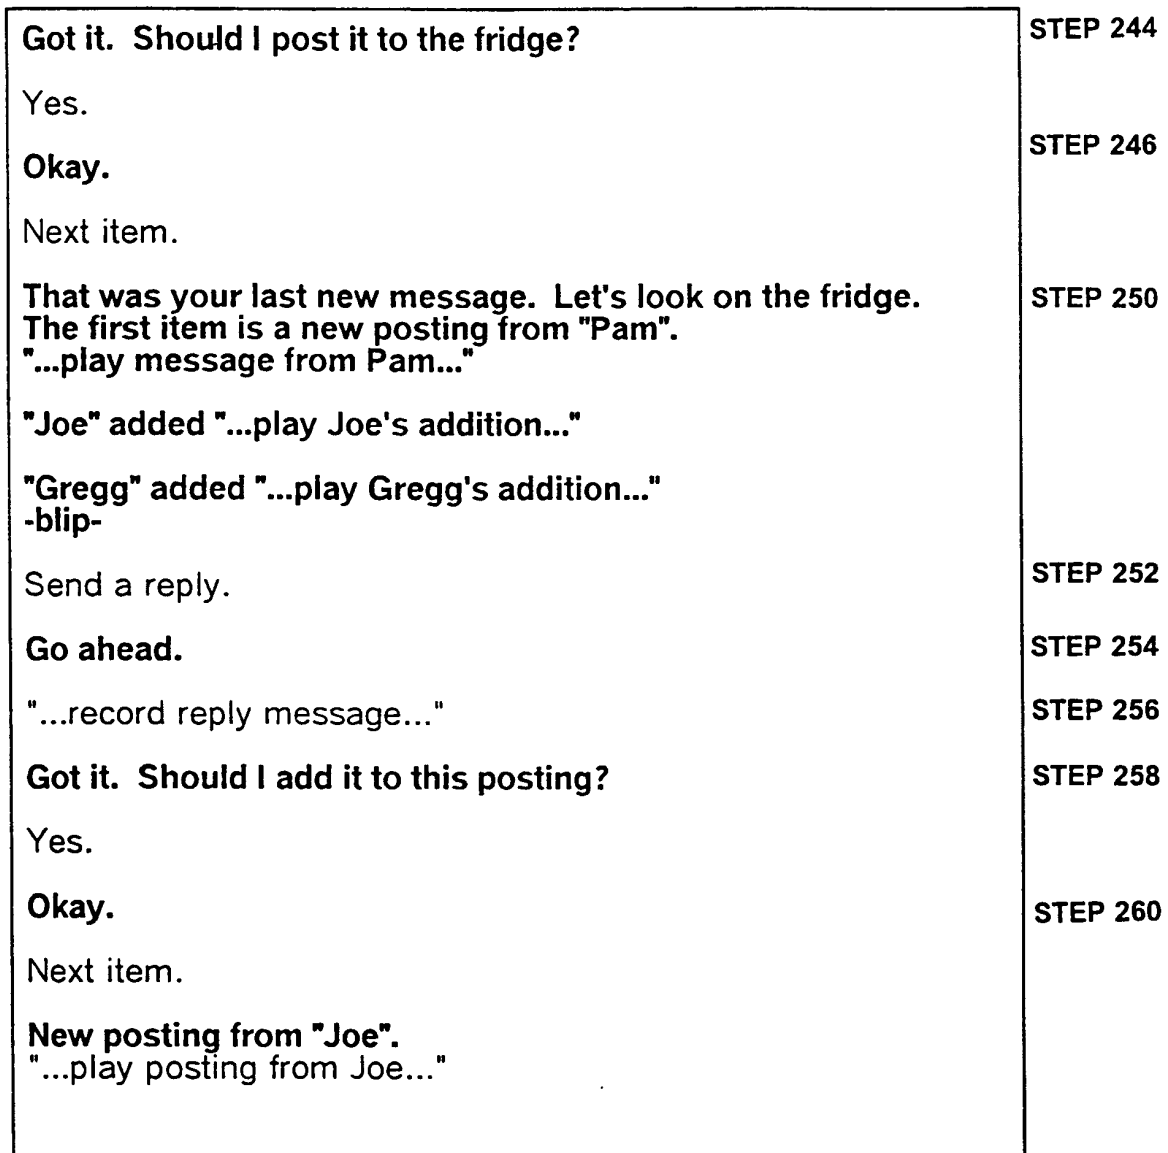 Got it. Should I post it to the fridge?
STEP 244
Yes.
STEP 246
Okay.
Next item.
That was your last new message. Let's look on the fridge.
STEP 250
The first item is a new posting from "Pam".
"...play message from Pam..."
"Joe" added "...play Joe's addition..."
"Gregg" added "...play Gregg's addition..."
-blip-
Send a reply.
STEP 252
Go ahead.
STEP 254
"...record reply message..."
STEP 256
Got it. Should I add it to this posting?
STEP 258
Yes.
Okay.
STEP 260
Next item.
New posting from "Joe".
"...play posting from Joe..."